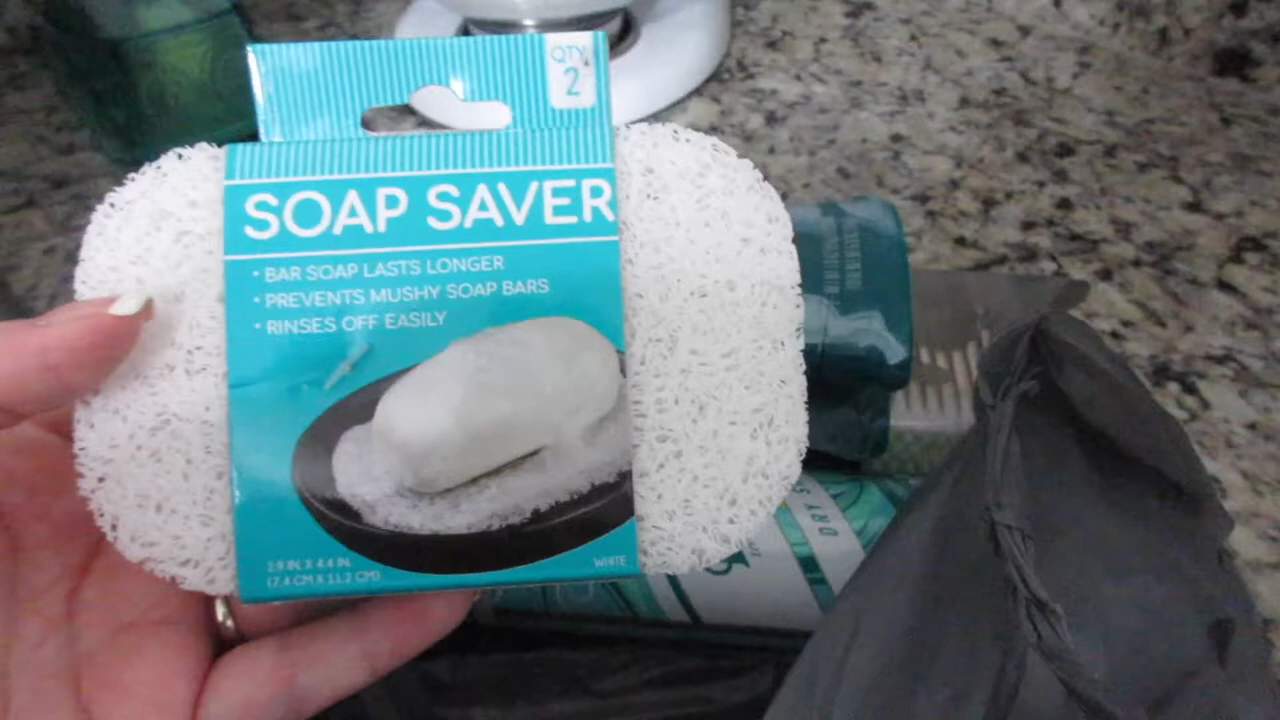 QTY.
2
SOAP SAVER
• BAR SOAP LASTS LONGER
• PREVENTS MUSHY SOAP BARS
• RINSES OFF EASILY
2.9 IN. X 4.4 IN.
(7.4 CM X 11.2 CM)
WHITE
DRY S